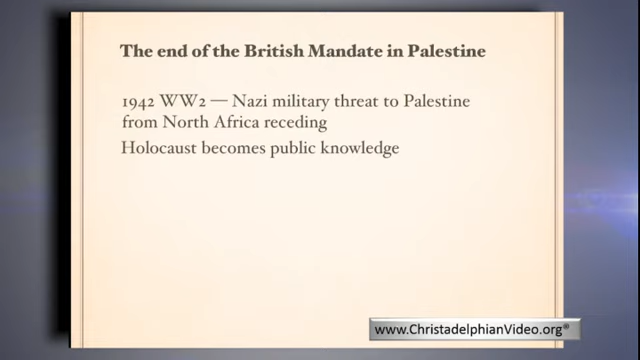 The end of the British Mandate in Palestine
1942 WW2 — Nazi military threat to Palestine
from North Africa receding
Holocaust becomes public knowledge
www.ChristadelphianVideo.org®